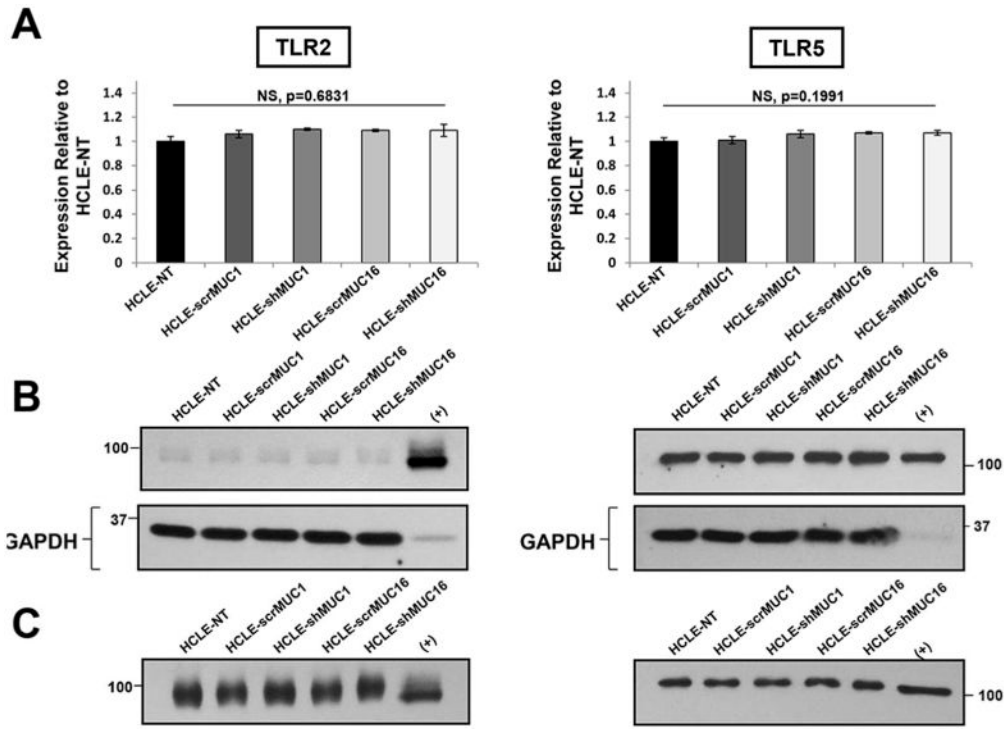 A
TLR2
TLR5
Expression Relative to
HCLE-NT
1.4
1.2
1
0.8
0.6
0.4
0.2
0
NS, p=0.6831
HCLE-NT
HCLE-scrMUC1
HCLE-shMUC1
HCLE-scrMUC16
HCLE-shMUC16
Expression Relative to
HCLE-NT
1.4
1.2
1
0.8
0.6
0.4
0.2
0
NS, p=0.1991
HCLE-NT
HCLE-scrMUC1
HCLE-shMUC1
HCLE-scrMUC16
HCLE-shMUC16
B
HCLE-NT
HCLE-scrMUC1
HCLE-shMUC1
HCLE-scrMUC16
HCLE-shMUC16
(+)
100
GAPDH
37
HCLE-NT
HCLE-scrMUC1
HCLE-shMUC1
HCLE-scrMUC16
HCLE-shMUC16
(+)
100
GAPDH
37
C
HCLE-NT
HCLE-scrMUC1
HCLE-shMUC1
HCLE-scrMUC16
HCLE-shMUC16
(+)
100
HCLE-NT
HCLE-scrMUC1
HCLE-shMUC1
HCLE-scrMUC16
HCLE-shMUC16
(+)
100